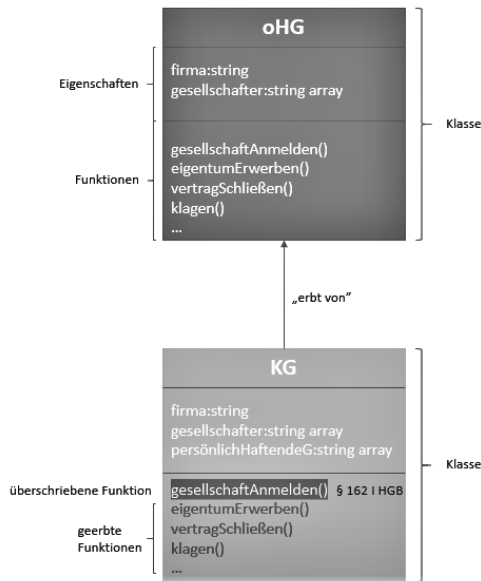 oHG
Eigenschaften
firma:string
gesellschafter:string array
Klasse
Funktionen
gesellschaftAnmelden()
eigentumErwerben()
vertragSchließen()
klagen()
...
„erbt von"
KG
firma:string
gesellschafter:string array
persönlichHaftendeG:string array
Klasse
überschriebene Funktion
gesellschaftAnmelden() § 162 I HGB
geerbte
Funktionen
eigentumErwerben()
vertragSchließen()
klagen()
...